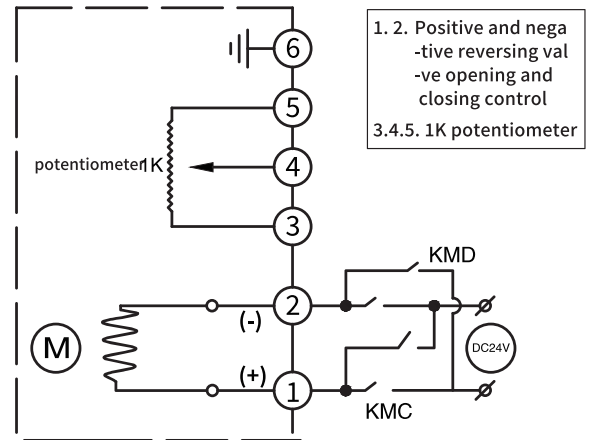 6
1. 2. Positive and nega
-tive reversing val
-ve opening and
closing control
3.4.5. 1K potentiometer
5
potentiometer1K
4
3
KMD
2
(-)
M
DC24V
(+)
1
KMC